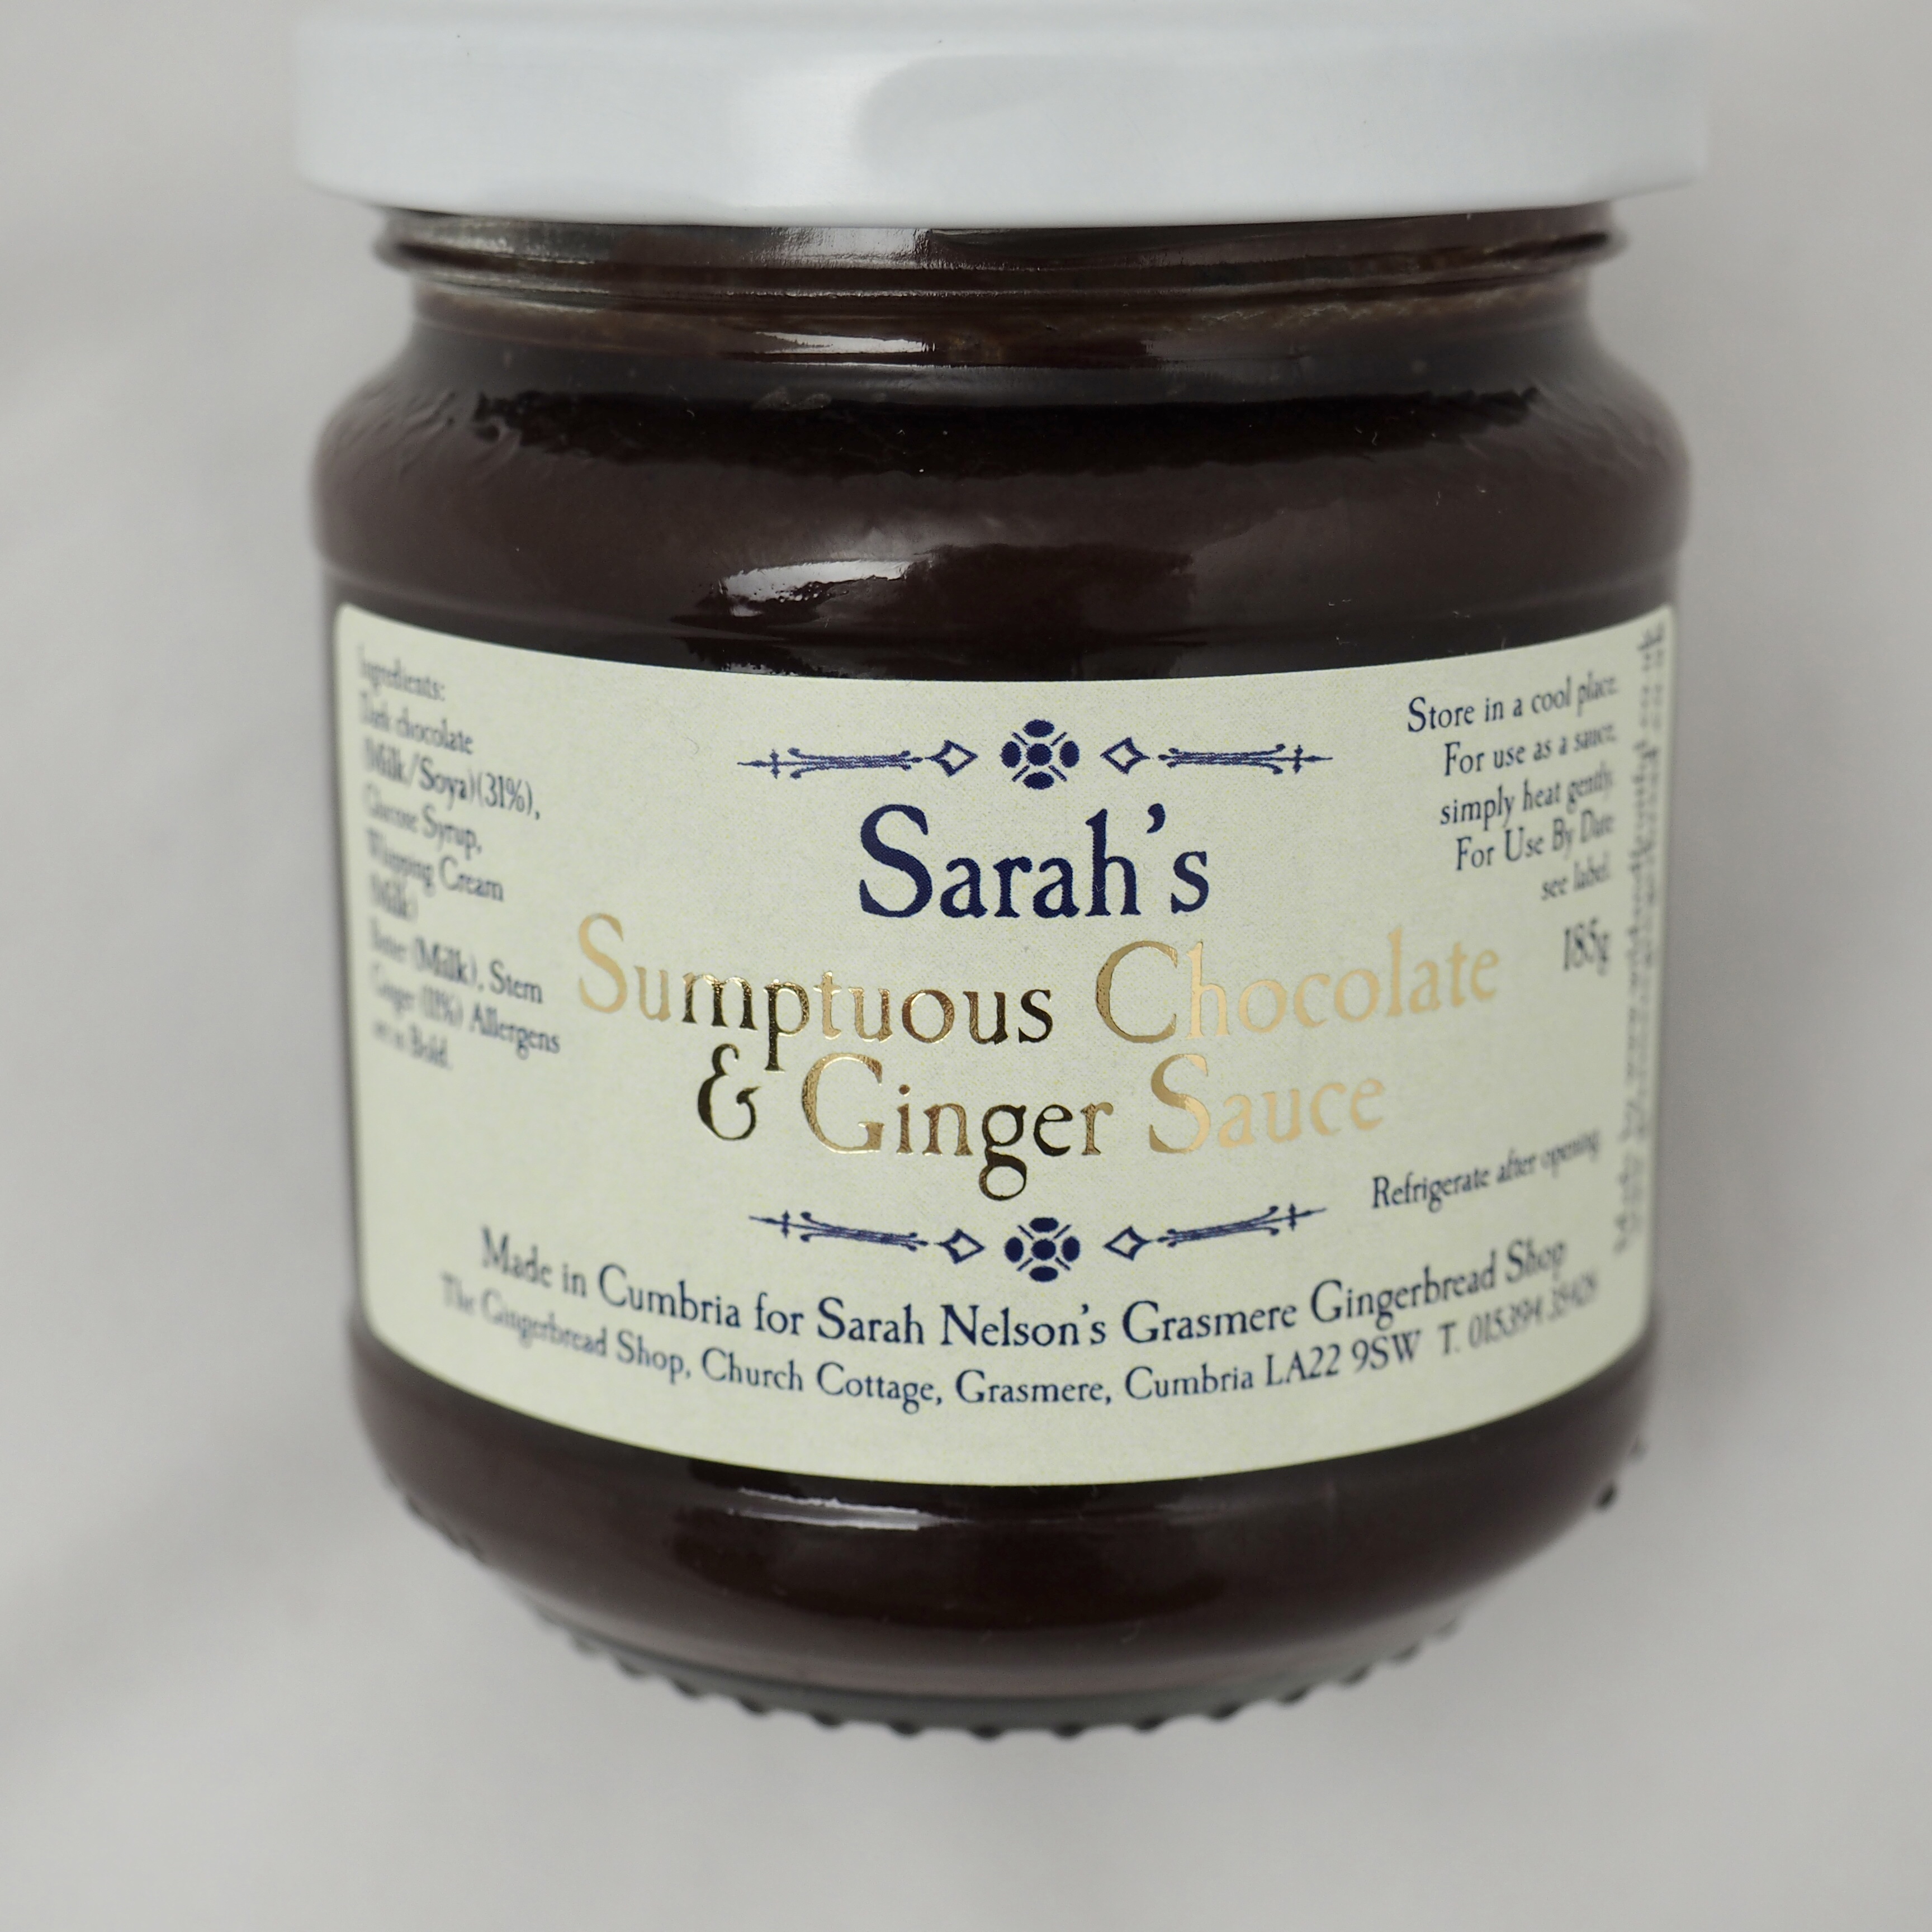 Ingredients:
Dark chocolate
(Milk/Soya)(31%),
Glucose Syrup,
Whipping Cream
(Milk)
Butter (Milk), Stem
Ginger (11%) Allergens
are in Bold.
Sarah's
Sumptuous Chocolate
& Ginger Sauce
Store in a cool place.
For use as a sauce,
simply heat gently.
For Use By Date
see label.
185g
Refrigerate after opening.
Made in Cumbria for Sarah Nelson's Grasmere Gingerbread Shop
The Gingerbread Shop, Church Cottage, Grasmere, Cumbria LA22 9SW T. 015394 35428